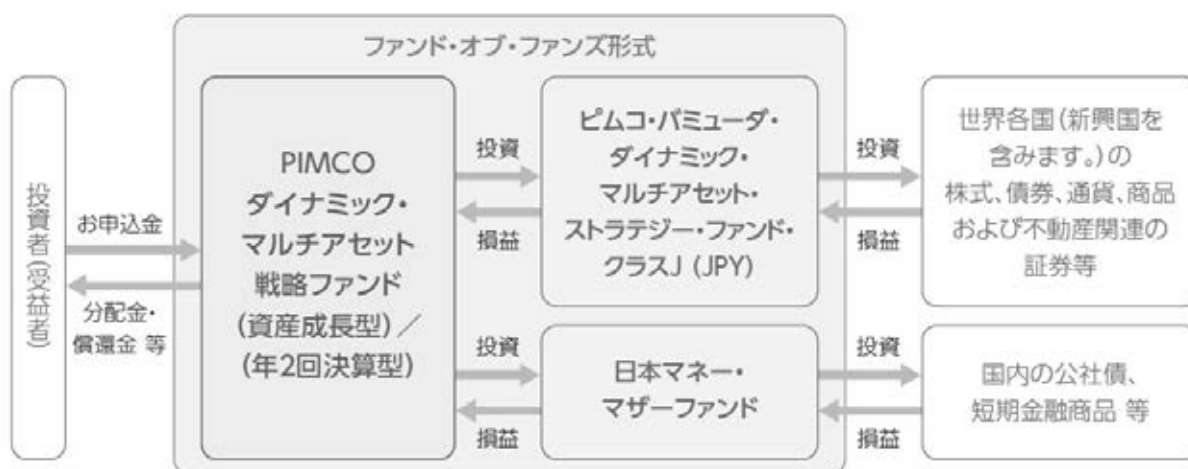 ファンド・オブ・ファンズ形式
投資者(受益者)
お申込金
分配金・
償還金 等
PIMCO
ダイナミック・
マルチアセット
戦略ファンド
(資産成長型)/
(年2回決算型)
投資
損益
ピムコ・バミューダ・
ダイナミック・
マルチアセット・
ストラテジー・ファンド・
クラスJ (JPY)
投資
損益
世界各国(新興国を
含みます。)の
株式、債券、通貨、商品
および不動産関連の
証券等
投資
損益
日本マネー・
マザーファンド
投資
損益
国内の公社債、
短期金融商品 等